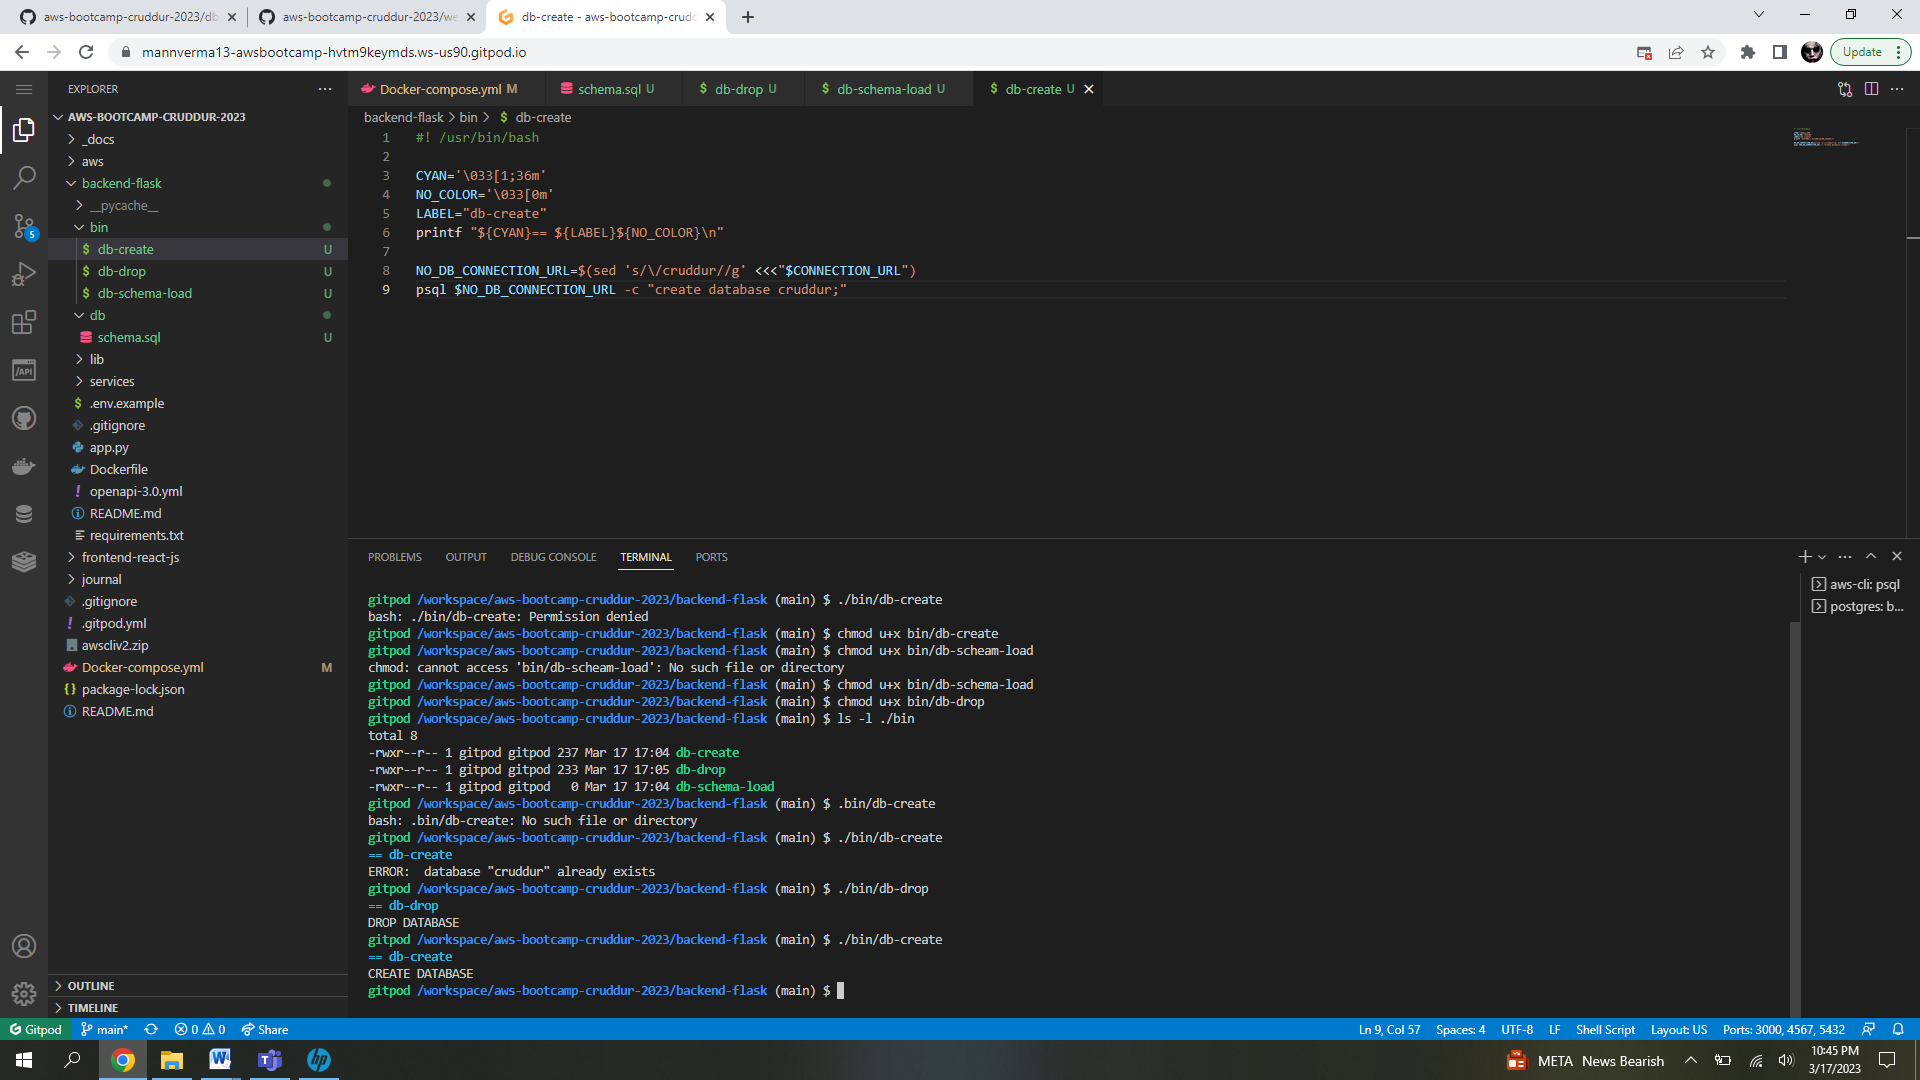 aws-bootcamp-cruddur-2023/db
aws-bootcamp-cruddur-2023/we
db-create - aws-bootcamp-crudd
mannverma13-awsbootcamp-hvtm9keymds.ws-us90.gitpod.io
Update
EXPLORER
AWS-BOOTCAMP-CRUDDUR-2023
_docs
aws
backend-flask
__pycache__
bin
$ db-create U
$ db-drop U
$ db-schema-load U
db
schema.sql U
lib
services
$ .env.example
.gitignore
app.py
Dockerfile
! openapi-3.0.yml
README.md
requirements.txt
frontend-react-js
journal
.gitignore
! .gitpod.yml
awscliv2.zip
Docker-compose.yml M
{} package-lock.json
README.md
OUTLINE
TIMELINE
/API
5
Docker-compose.yml M
schema.sql U
$ db-drop U
$ db-schema-load U
$ db-create U
backend-flask > bin > $ db-create
1 #! /usr/bin/bash
2
3 CYAN='\033[1;36m'
4 NO_COLOR='\033[0m'
5 LABEL="db-create"
6 printf "${CYAN}== ${LABEL}${NO_COLOR}\n"
7
8 NO_DB_CONNECTION_URL=$(sed 's/\/cruddur//g' <<<"$CONNECTION_URL")
9 psql $NO_DB_CONNECTION_URL -c "create database cruddur;"
PROBLEMS OUTPUT DEBUG CONSOLE TERMINAL PORTS
gitpod /workspace/aws-bootcamp-cruddur-2023/backend-flask (main) $ ./bin/db-create
bash: ./bin/db-create: Permission denied
gitpod /workspace/aws-bootcamp-cruddur-2023/backend-flask (main) $ chmod u+x bin/db-create
gitpod /workspace/aws-bootcamp-cruddur-2023/backend-flask (main) $ chmod u+x bin/db-scheam-load
chmod: cannot access 'bin/db-scheam-load': No such file or directory
gitpod /workspace/aws-bootcamp-cruddur-2023/backend-flask (main) $ chmod u+x bin/db-schema-load
gitpod /workspace/aws-bootcamp-cruddur-2023/backend-flask (main) $ chmod u+x bin/db-drop
gitpod /workspace/aws-bootcamp-cruddur-2023/backend-flask (main) $ ls -l ./bin
total 8
-rwxr--r-- 1 gitpod gitpod 237 Mar 17 17:04 db-create
-rwxr--r-- 1 gitpod gitpod 233 Mar 17 17:05 db-drop
-rwxr--r-- 1 gitpod gitpod   0 Mar 17 17:04 db-schema-load
gitpod /workspace/aws-bootcamp-cruddur-2023/backend-flask (main) $ .bin/db-create
bash: .bin/db-create: No such file or directory
gitpod /workspace/aws-bootcamp-cruddur-2023/backend-flask (main) $ ./bin/db-create
== db-create
ERROR:  database "cruddur" already exists
gitpod /workspace/aws-bootcamp-cruddur-2023/backend-flask (main) $ ./bin/db-drop
== db-drop
DROP DATABASE
gitpod /workspace/aws-bootcamp-cruddur-2023/backend-flask (main) $ ./bin/db-create
== db-create
CREATE DATABASE
gitpod /workspace/aws-bootcamp-cruddur-2023/backend-flask (main) $
aws-cli: psql
postgres: b...
Gitpod main* 0 0 Share
Ln 9, Col 57 Spaces: 4 UTF-8 LF Shell Script Layout: US Ports: 3000, 4567, 5432
META News Bearish
10:45 PM
3/17/2023